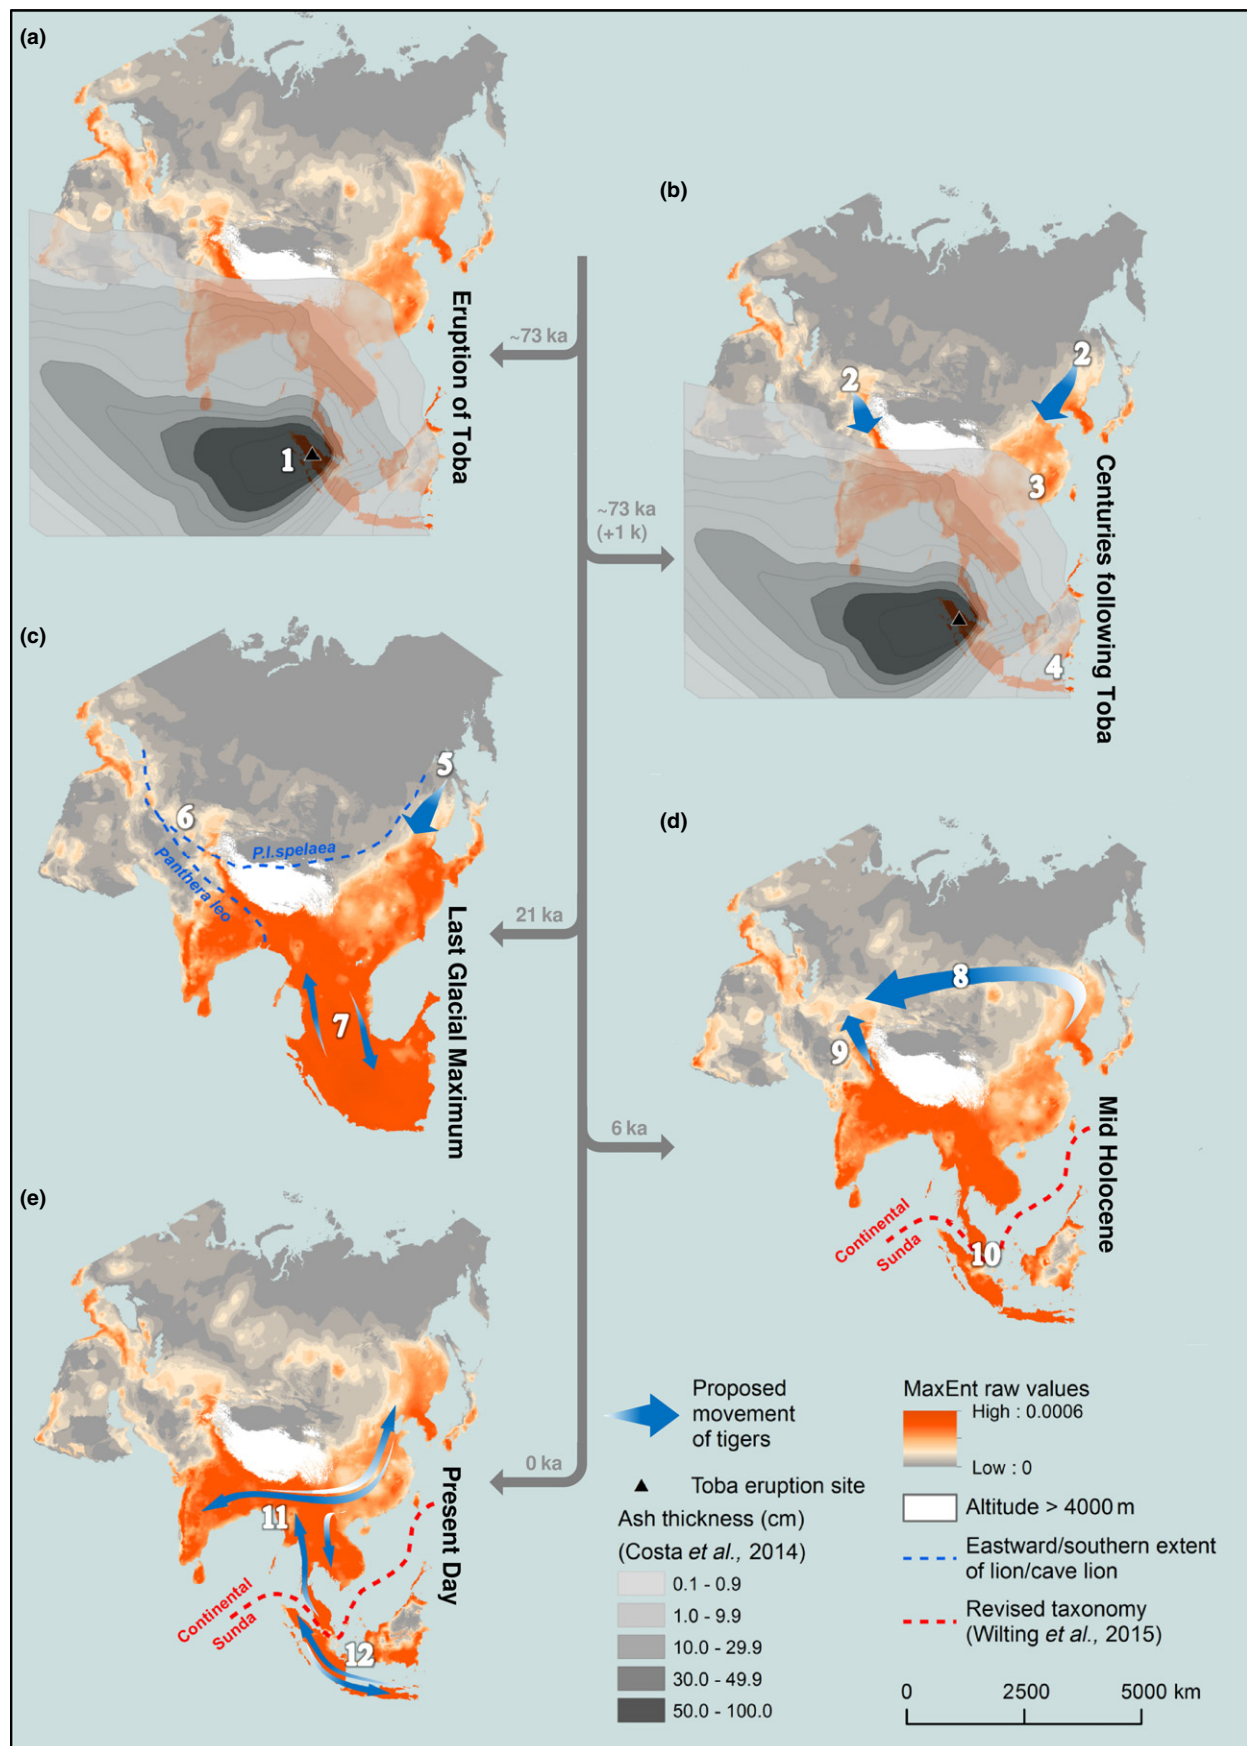 (a)
Eruption of Toba
1
~73 ka
(b)
2
2
3
4
Centuries following Toba
~73 ka
(+1 k)
(c)
5
6
P.l.spelaea
Panthera leo
7
Last Glacial Maximum
21 ka
(d)
8
9
10
Continental
Sunda
Mid Holocene
6 ka
(e)
11
12
Continental
Sunda
Present Day
0 ka
Proposed
movement
of tigers
Toba eruption site
Ash thickness (cm)
(Costa et al., 2014)
0.1 - 0.9
1.0 - 9.9
10.0 - 29.9
30.0 - 49.9
50.0 - 100.0
MaxEnt raw values
High : 0.0006
Low : 0
Altitude > 4000 m
Eastward/southern extent
of lion/cave lion
Revised taxonomy
(Wilting et al., 2015)
0 2500 5000 km